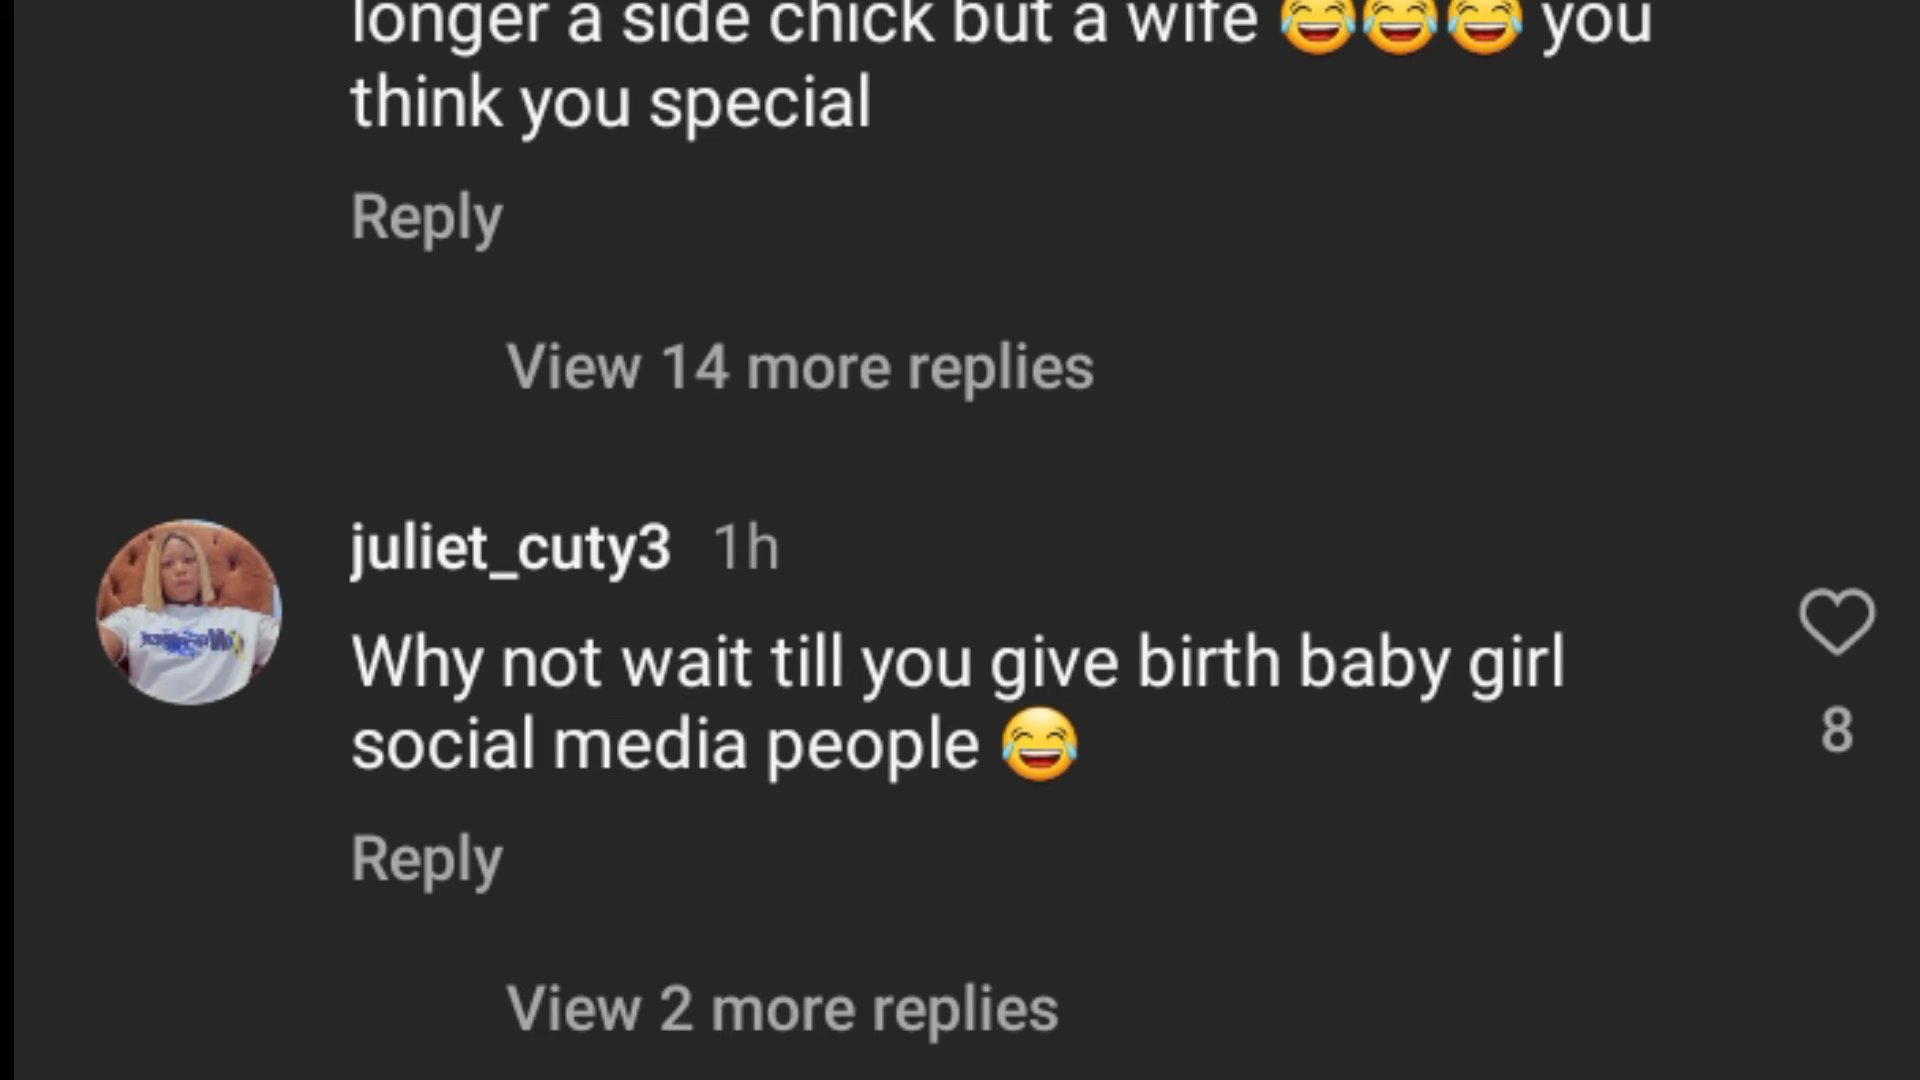 longer a side chick but a wife 😂😂😂 you
think you special
Reply
View 14 more replies
juliet_cuty3 1h
Why not wait till you give birth baby girl
social media people 😂
8
Reply
View 2 more replies